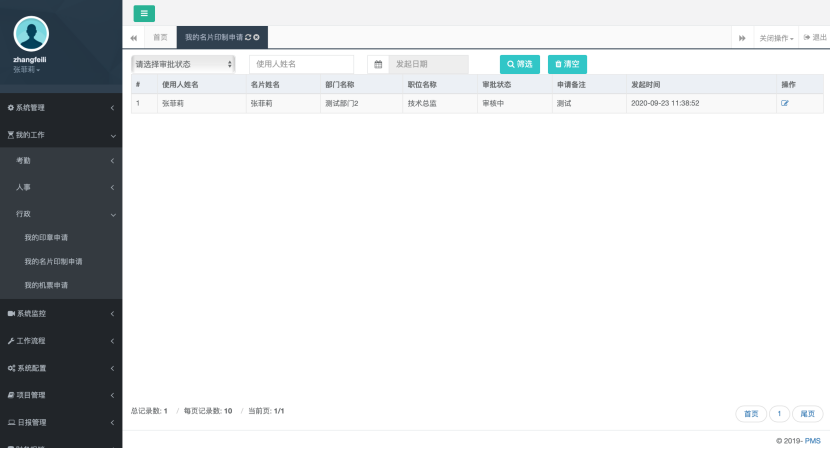 zhangfeili
张菲莉
系统管理
我的工作
考勤
人事
行政
我的印章申请
我的名片印制申请
我的机票申请
系统监控
工作流程
系统配置
项目管理
日报管理
首页 我的名片印制申请 关闭操作 退出
请选择审批状态 使用人姓名 发起日期 筛选 清空
# 使用人姓名 名片姓名 部门名称 职位名称 审批状态 申请备注 发起时间 操作
1 张菲莉 张菲莉 测试部门2 技术总监 审核中 测试 2020-09-23 11:38:52
总记录数: 1 / 每页记录数: 10 / 当前页: 1/1
首页 1 尾页
© 2019- PMS